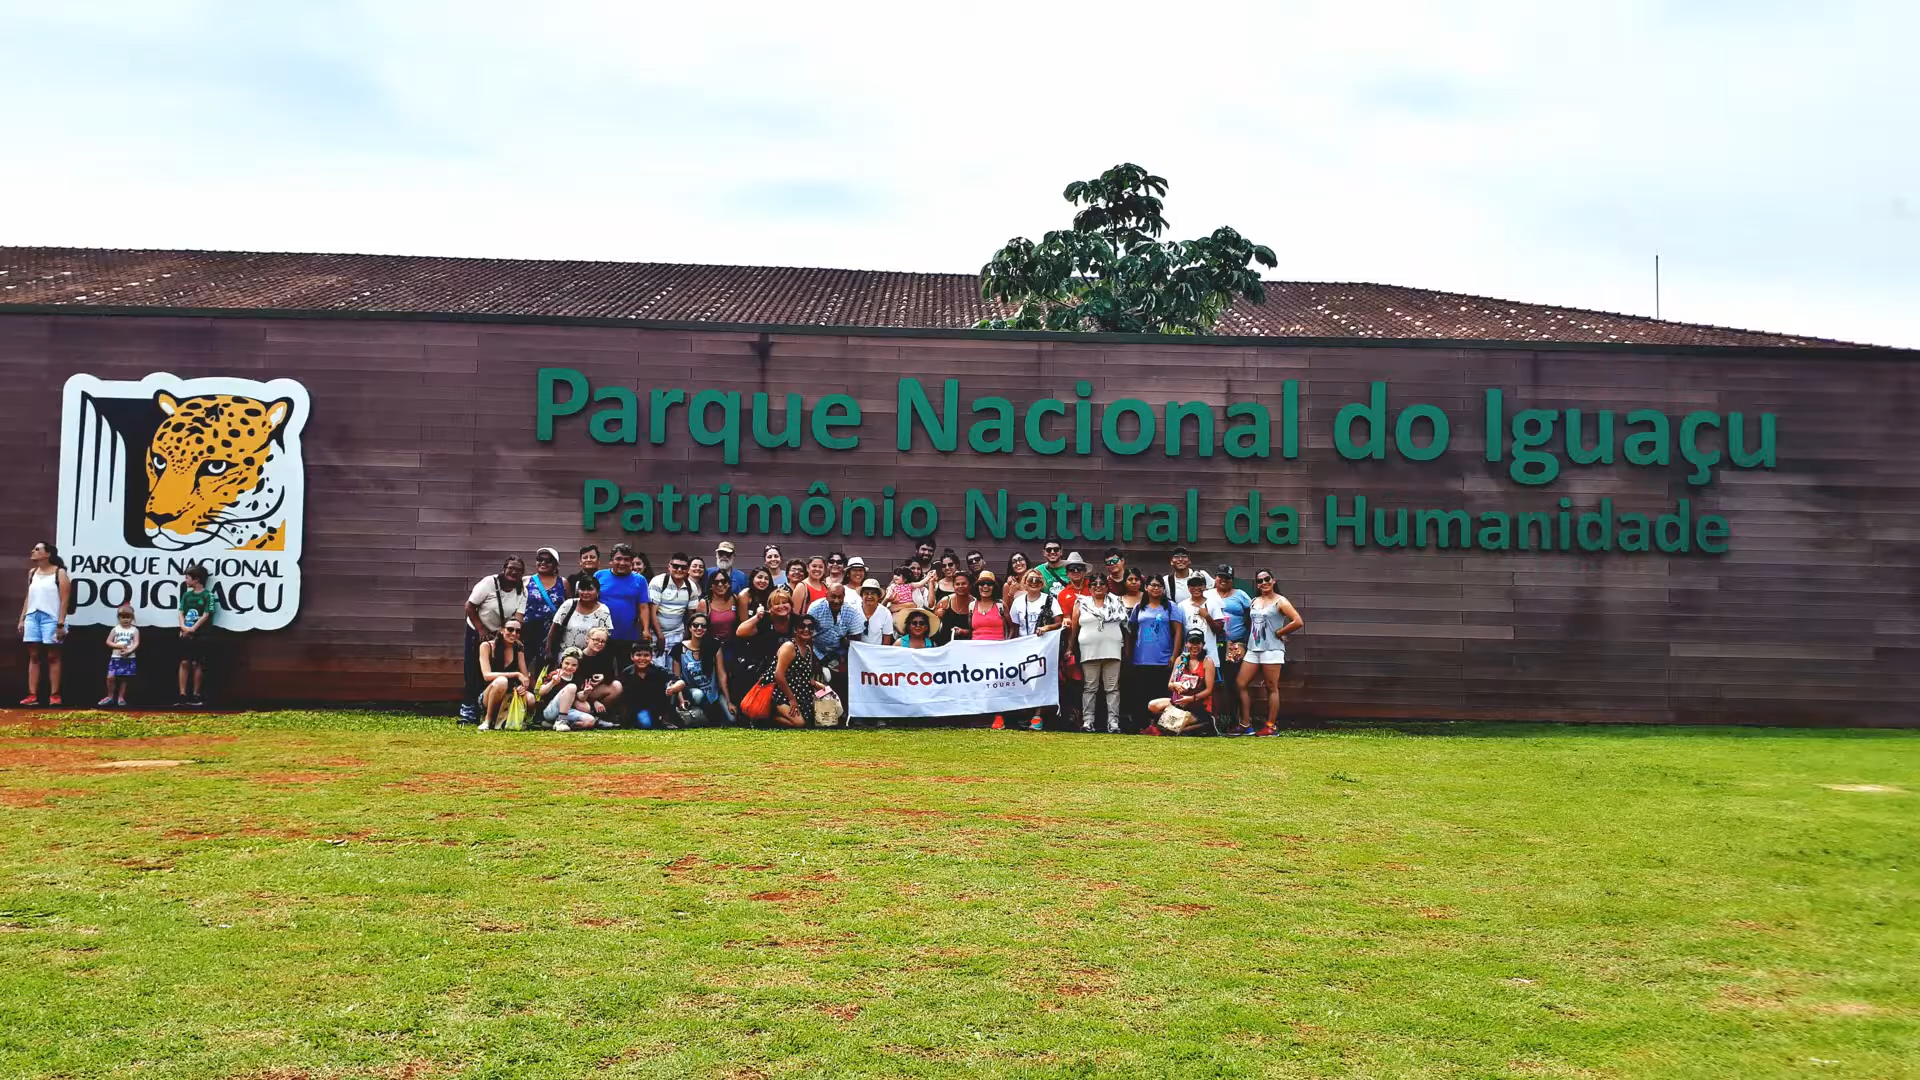 Parque Nacional do Iguaçu
Patrimônio Natural da Humanidade
PARQUE NACIONAL
DO IGUAÇU
marcoantonio
TOURS